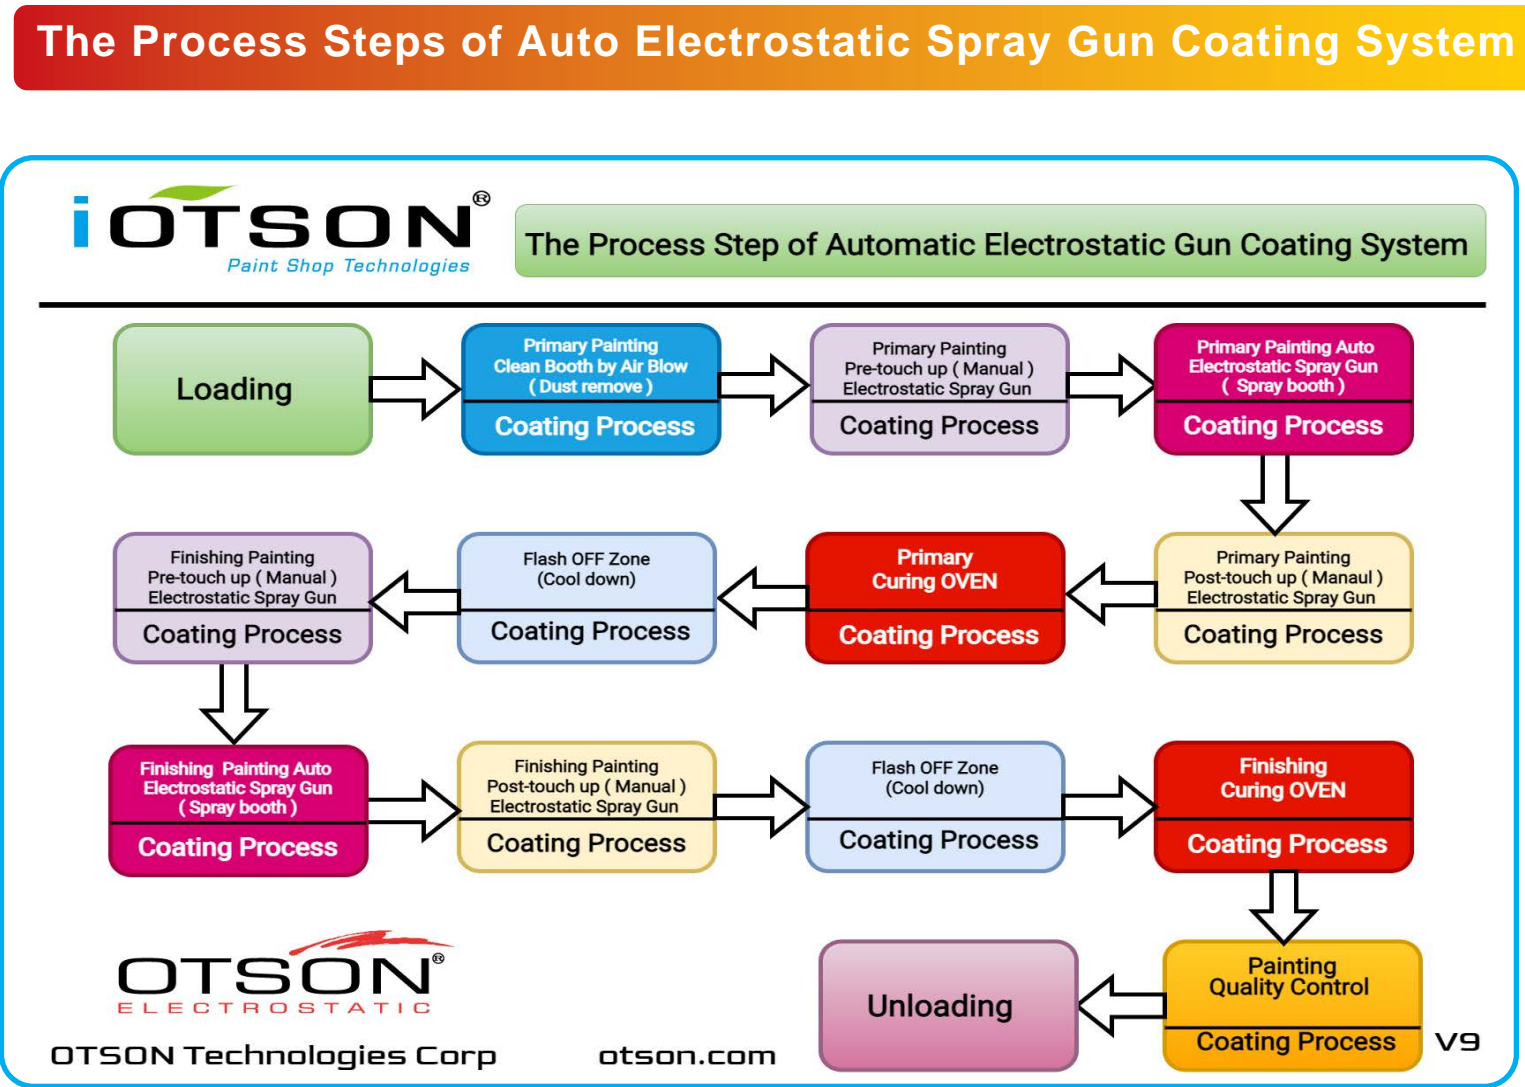 The Process Steps of Auto Electrostatic Spray Gun Coating System
iOTSON®
Paint Shop Technologies
The Process Step of Automatic Electrostatic Gun Coating System
Loading
Primary Painting
Clean Booth by Air Blow
( Dust remove )
Coating Process
Primary Painting
Pre-touch up ( Manual )
Electrostatic Spray Gun
Coating Process
Primary Painting Auto
Electrostatic Spray Gun
( Spray booth )
Coating Process
Primary Painting
Post-touch up ( Manaul )
Electrostatic Spray Gun
Coating Process
Primary
Curing OVEN
Coating Process
Flash OFF Zone
(Cool down)
Coating Process
Finishing Painting
Pre-touch up ( Manual )
Electrostatic Spray Gun
Coating Process
Finishing Painting Auto
Electrostatic Spray Gun
( Spray booth )
Coating Process
Finishing Painting
Post-touch up ( Manual )
Electrostatic Spray Gun
Coating Process
Flash OFF Zone
(Cool down)
Coating Process
Finishing
Curing OVEN
Coating Process
Painting
Quality Control
Coating Process
Unloading
OTSON®
ELECTROSTATIC
OTSON Technologies Corp
otson.com
V9